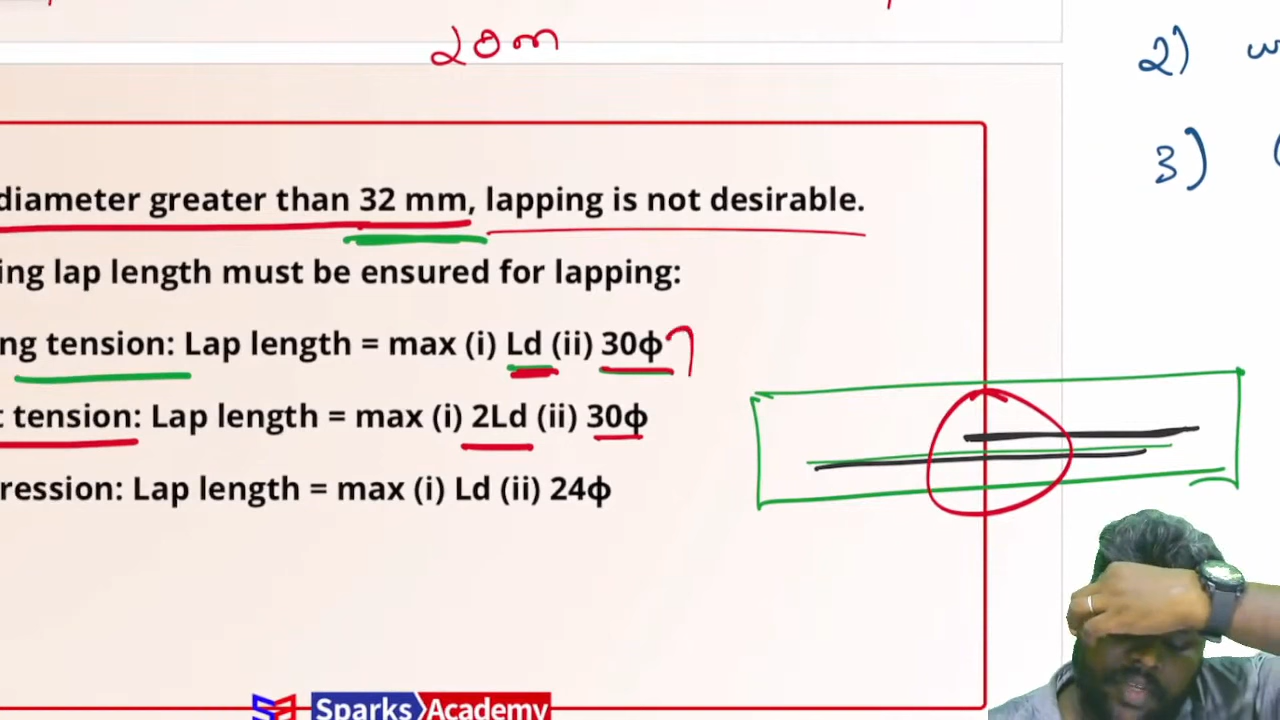 20m
2)
3)
diameter greater than 32 mm, lapping is not desirable.
ing lap length must be ensured for lapping:
ng tension: Lap length = max (i) Ld (ii) 30ϕ
t tension: Lap length = max (i) 2Ld (ii) 30ϕ
ression: Lap length = max (i) Ld (ii) 24ϕ
Sparks Academy